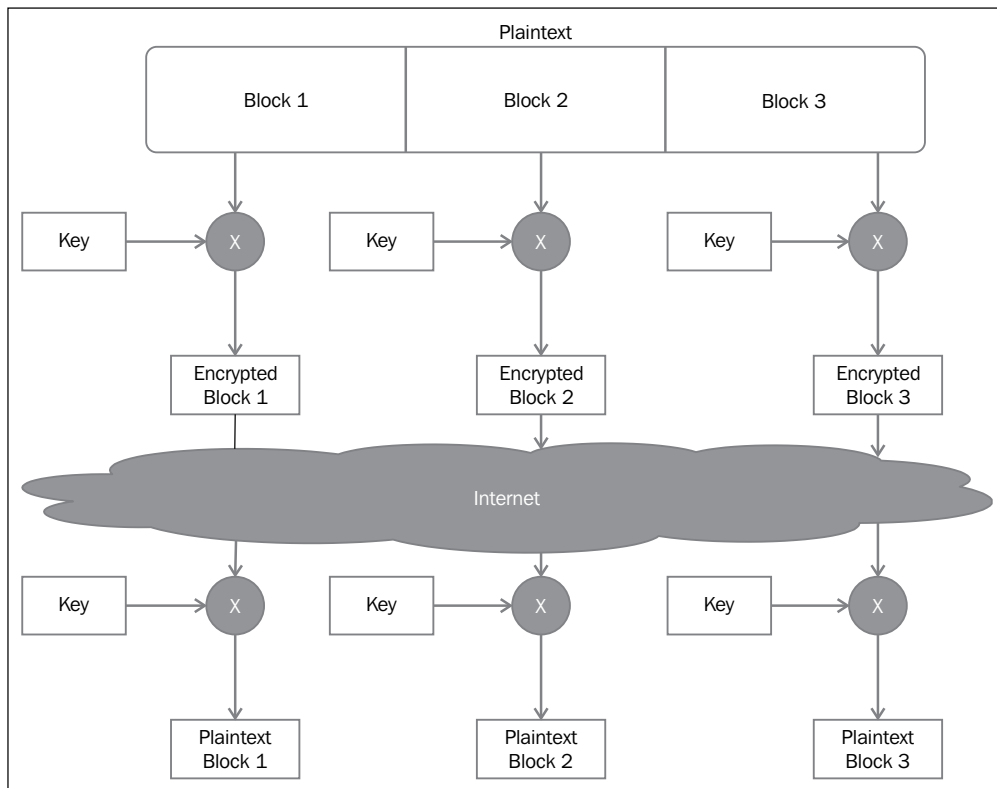 Plaintext
Block 1 Block 2 Block 3
Key X Key X Key X
Encrypted
Block 1
Encrypted
Block 2
Encrypted
Block 3
Internet
Key X Key X Key X
Plaintext
Block 1
Plaintext
Block 2
Plaintext
Block 3